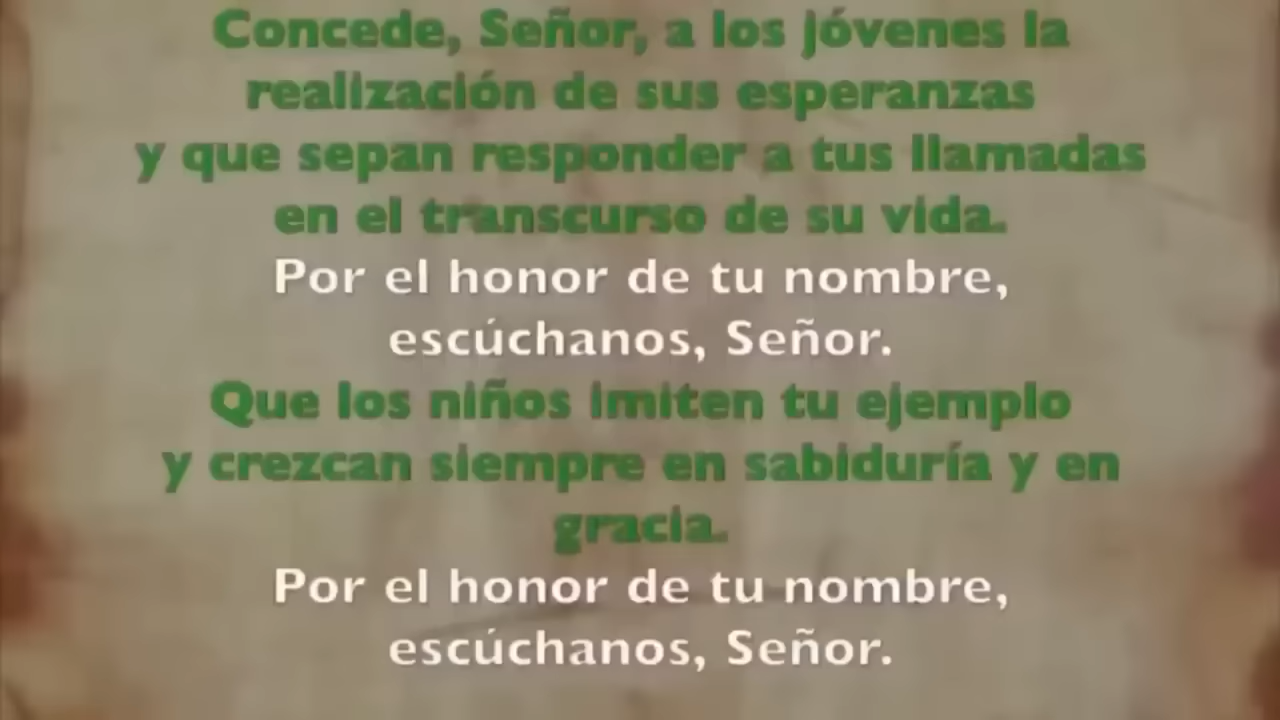 Concede, Señor, a los jóvenes la
realización de sus esperanzas
y que sepan responder a tus llamadas
en el transcurso de su vida.
Por el honor de tu nombre,
escúchanos, Señor.
Que los niños imiten tu ejemplo
y crezcan siempre en sabiduría y en
gracia.
Por el honor de tu nombre,
escúchanos, Señor.